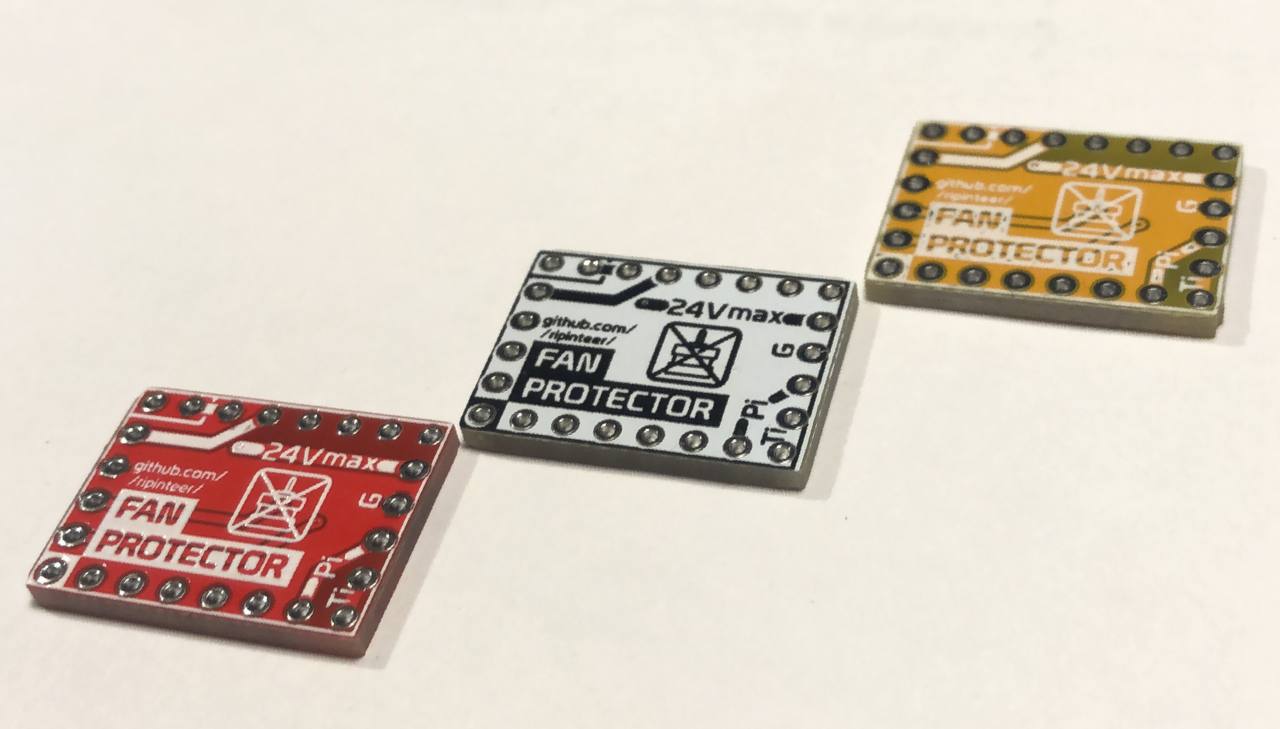 24Vmax
github.com/
/ripinteer/
FAN
PROTECTOR
G
Pi
Ti
24Vmax
github.com/
/ripinteer/
FAN
PROTECTOR
G
Pi
Ti
24Vmax
github.com/
/ripinteer/
FAN
PROTECTOR
G
Pi
Ti